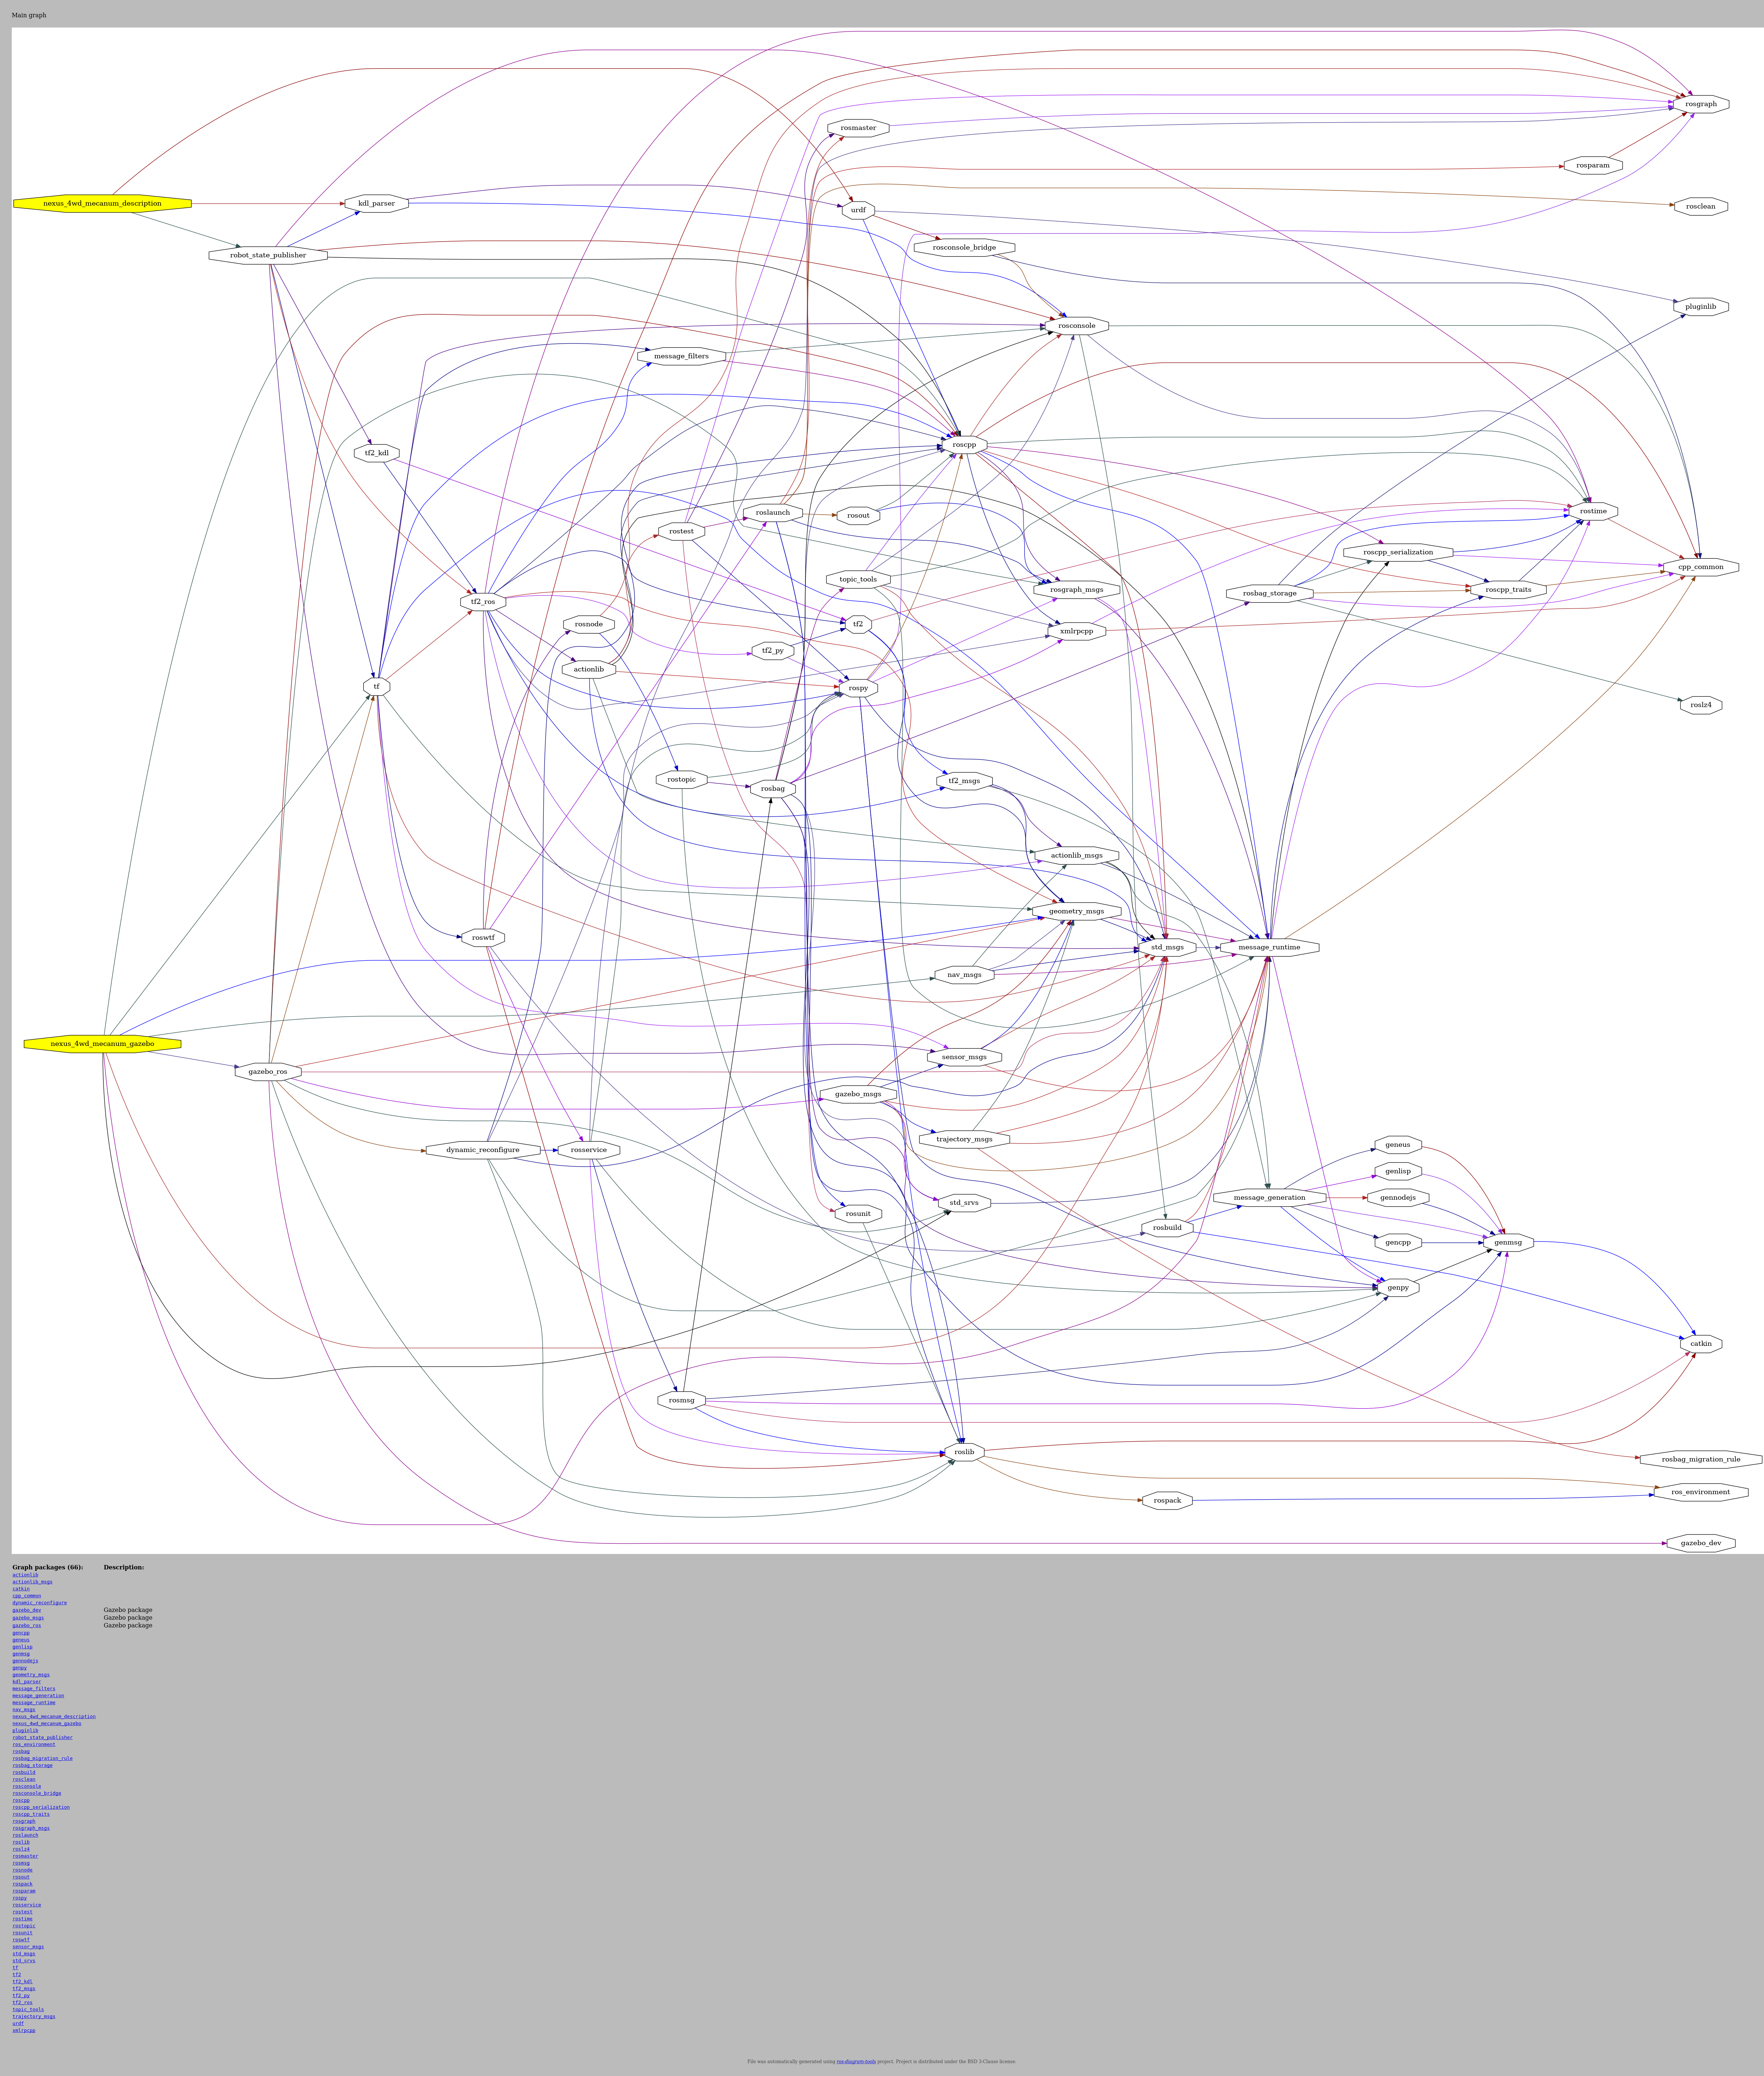 Main graph
rosgraph
rosmaster
rosparam
nexus_4wd_mecanum_description
kdl_parser
urdf
rosclean
rosconsole_bridge
robot_state_publisher
pluginlib
rosconsole
message_filters
roscpp
tf2_kdl
roslaunch
rosout
rostime
rostest
roscpp_serialization
cpp_common
topic_tools
rosgraph_msgs
rosbag_storage
roscpp_traits
tf2_ros
rosnode
tf2
xmlrpcpp
tf2_py
actionlib
tf
rospy
roslz4
rostopic
rosbag
tf2_msgs
actionlib_msgs
geometry_msgs
roswtf
std_msgs
message_runtime
nav_msgs
nexus_4wd_mecanum_gazebo
sensor_msgs
gazebo_ros
gazebo_msgs
trajectory_msgs
geneus
dynamic_reconfigure
rosservice
genlisp
message_generation
gennodejs
std_srvs
rosunit
rosbuild
gencpp
genmsg
genpy
catkin
rosmsg
roslib
rosbag_migration_rule
ros_environment
rospack
gazebo_dev
Graph packages (66): Description:
actionlib
actionlib_msgs
catkin
cpp_common
dynamic_reconfigure
gazebo_dev Gazebo package
gazebo_msgs Gazebo package
gazebo_ros Gazebo package
gencpp
geneus
genlisp
genmsg
gennodejs
genpy
geometry_msgs
kdl_parser
message_filters
message_generation
message_runtime
nav_msgs
nexus_4wd_mecanum_description
nexus_4wd_mecanum_gazebo
pluginlib
robot_state_publisher
ros_environment
rosbag
rosbag_migration_rule
rosbag_storage
rosbuild
rosclean
rosconsole
rosconsole_bridge
roscpp
roscpp_serialization
roscpp_traits
rosgraph
rosgraph_msgs
roslaunch
roslib
roslz4
rosmaster
rosmsg
rosnode
rosout
rospack
rosparam
rospy
rosservice
rostest
rostime
rostopic
rosunit
roswtf
sensor_msgs
std_msgs
std_srvs
tf
tf2
tf2_kdl
tf2_msgs
tf2_py
tf2_ros
topic_tools
trajectory_msgs
urdf
xmlrpcpp
File was automatically generated using ros-diagram-tools project. Project is distributed under the BSD 3-Clause license.